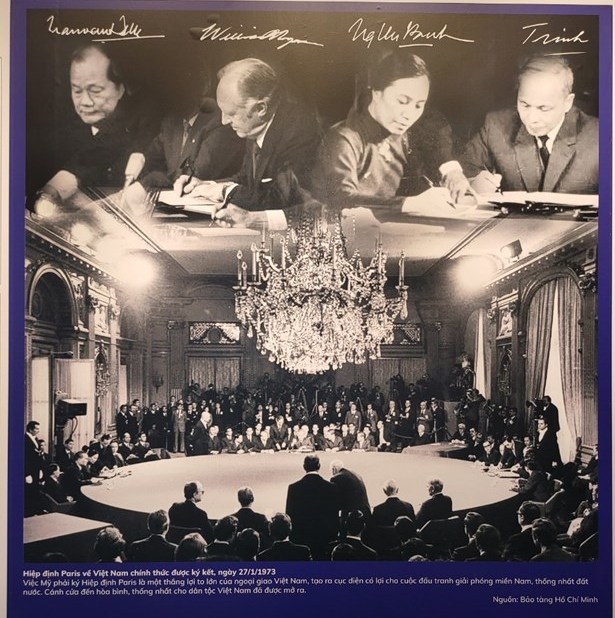 Hiệp định Paris về Việt Nam chính thức được ký kết, ngày 27/1/1973
Việc Mỹ phải ký Hiệp định Paris là một thắng lợi to lớn của ngoại giao Việt Nam, tạo ra cục diện có lợi cho cuộc đấu tranh giải phóng miền Nam, thống nhất đất
nước. Cánh cửa đến hòa bình, thống nhất cho dân tộc Việt Nam đã được mở ra.
Nguồn: Bảo tàng Hồ Chí Minh